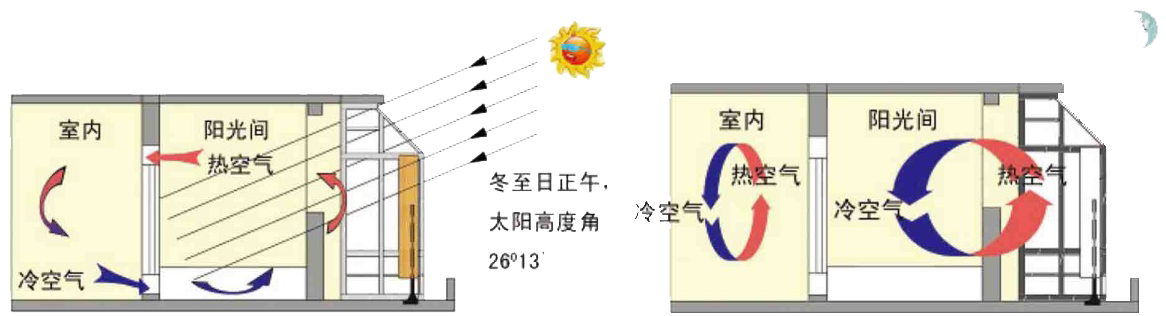 室内
阳光间
热空气
冷空气
冬至日正午，
太阳高度角
26º13'
室内
阳光间
热空气
热空气
冷空气
冷空气